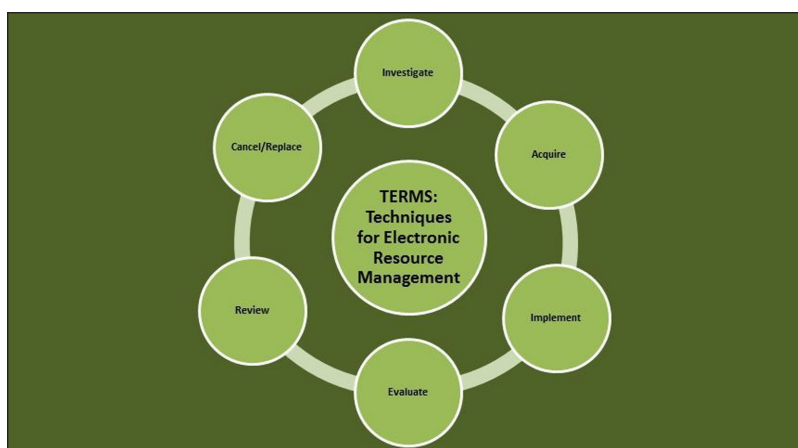 Investigate
Acquire
Implement
Evaluate
Review
Cancel/Replace
TERMS:
Techniques
for Electronic
Resource
Management